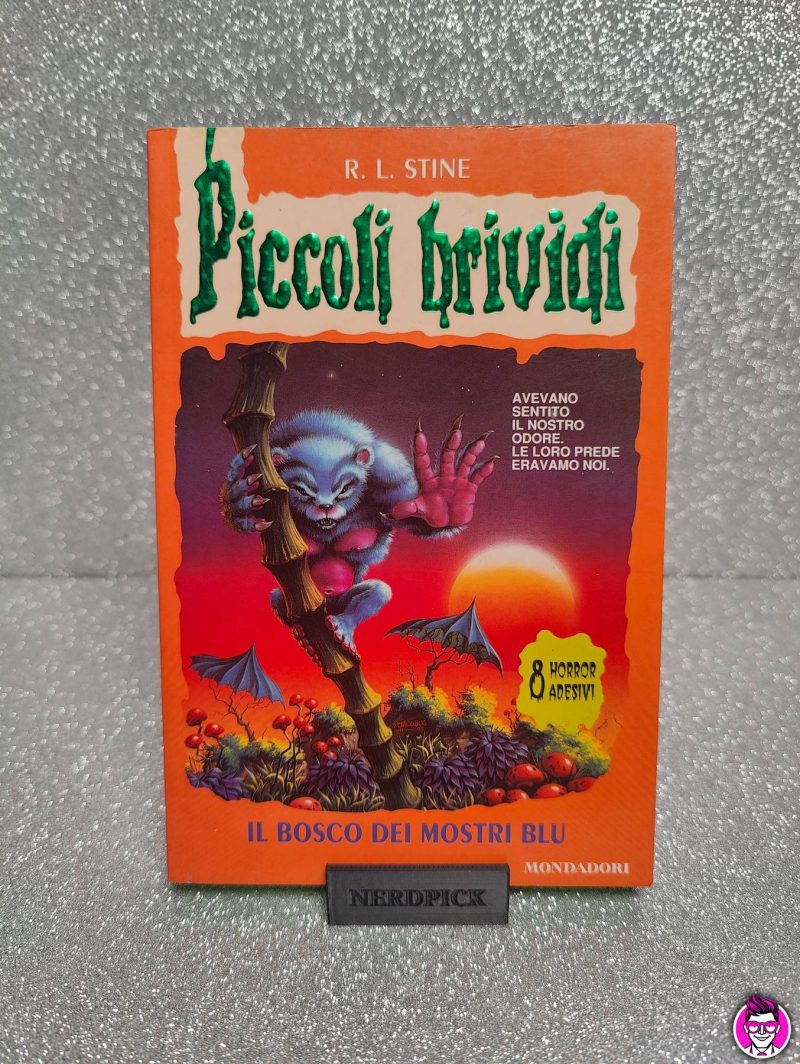 R. L. STINE
Piccoli brividi
AVEVANO
SENTITO
IL NOSTRO
ODORE.
LE LORO PREDE
ERAVAMO NOI.
8 HORROR
ADESIVI
JACOBUS
IL BOSCO DEI MOSTRI BLU
MONDADORI
NERDPICK